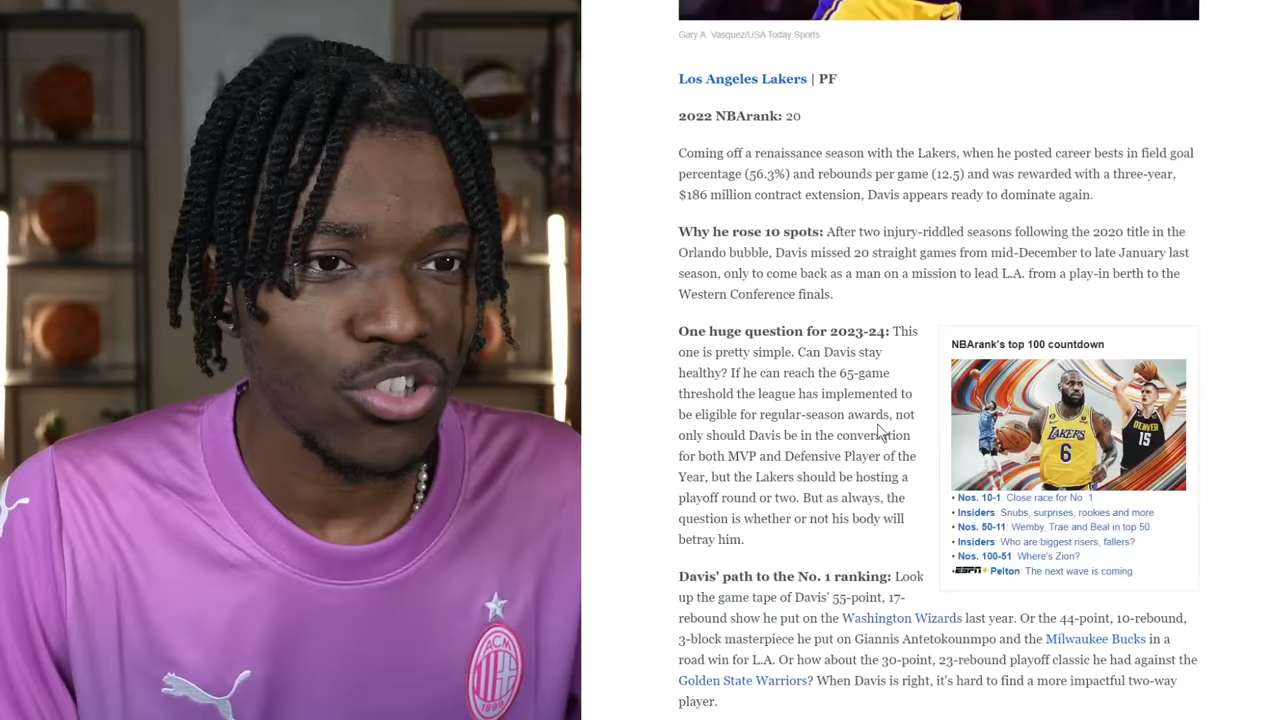 Gary A. Vasquez/USA Today Sports
Los Angeles Lakers | PF
2022 NBArank: 20
Coming off a renaissance season with the Lakers, when he posted career bests in field goal
percentage (56.3%) and rebounds per game (12.5) and was rewarded with a three-year,
$186 million contract extension, Davis appears ready to dominate again.
Why he rose 10 spots: After two injury-riddled seasons following the 2020 title in the
Orlando bubble, Davis missed 20 straight games from mid-December to late January last
season, only to come back as a man on a mission to lead L.A. from a play-in berth to the
Western Conference finals.
One huge question for 2023-24: This
one is pretty simple. Can Davis stay
healthy? If he can reach the 65-game
threshold the league has implemented to
be eligible for regular-season awards, not
only should Davis be in the conversation
for both MVP and Defensive Player of the
Year, but the Lakers should be hosting a
playoff round or two. But as always, the
question is whether or not his body will
betray him.
NBArank's top 100 countdown
LAKERS
6
DENVER
15
• Nos. 10-1 Close race for No 1
• Insiders: Snubs, surprises, rookies and more
• Nos. 50-11: Wemby, Trae and Beal in top 50
• Insiders: Who are biggest risers, fallers?
• Nos. 100-51: Where's Zion?
• ESPN+ Pelton: The next wave is coming
Davis' path to the No. 1 ranking: Look
up the game tape of Davis' 55-point, 17-
rebound show he put on the Washington Wizards last year. Or the 44-point, 10-rebound,
3-block masterpiece he put on Giannis Antetokounmpo and the Milwaukee Bucks in a
road win for L.A. Or how about the 30-point, 23-rebound playoff classic he had against the
Golden State Warriors? When Davis is right, it's hard to find a more impactful two-way
player.
ACM
1899